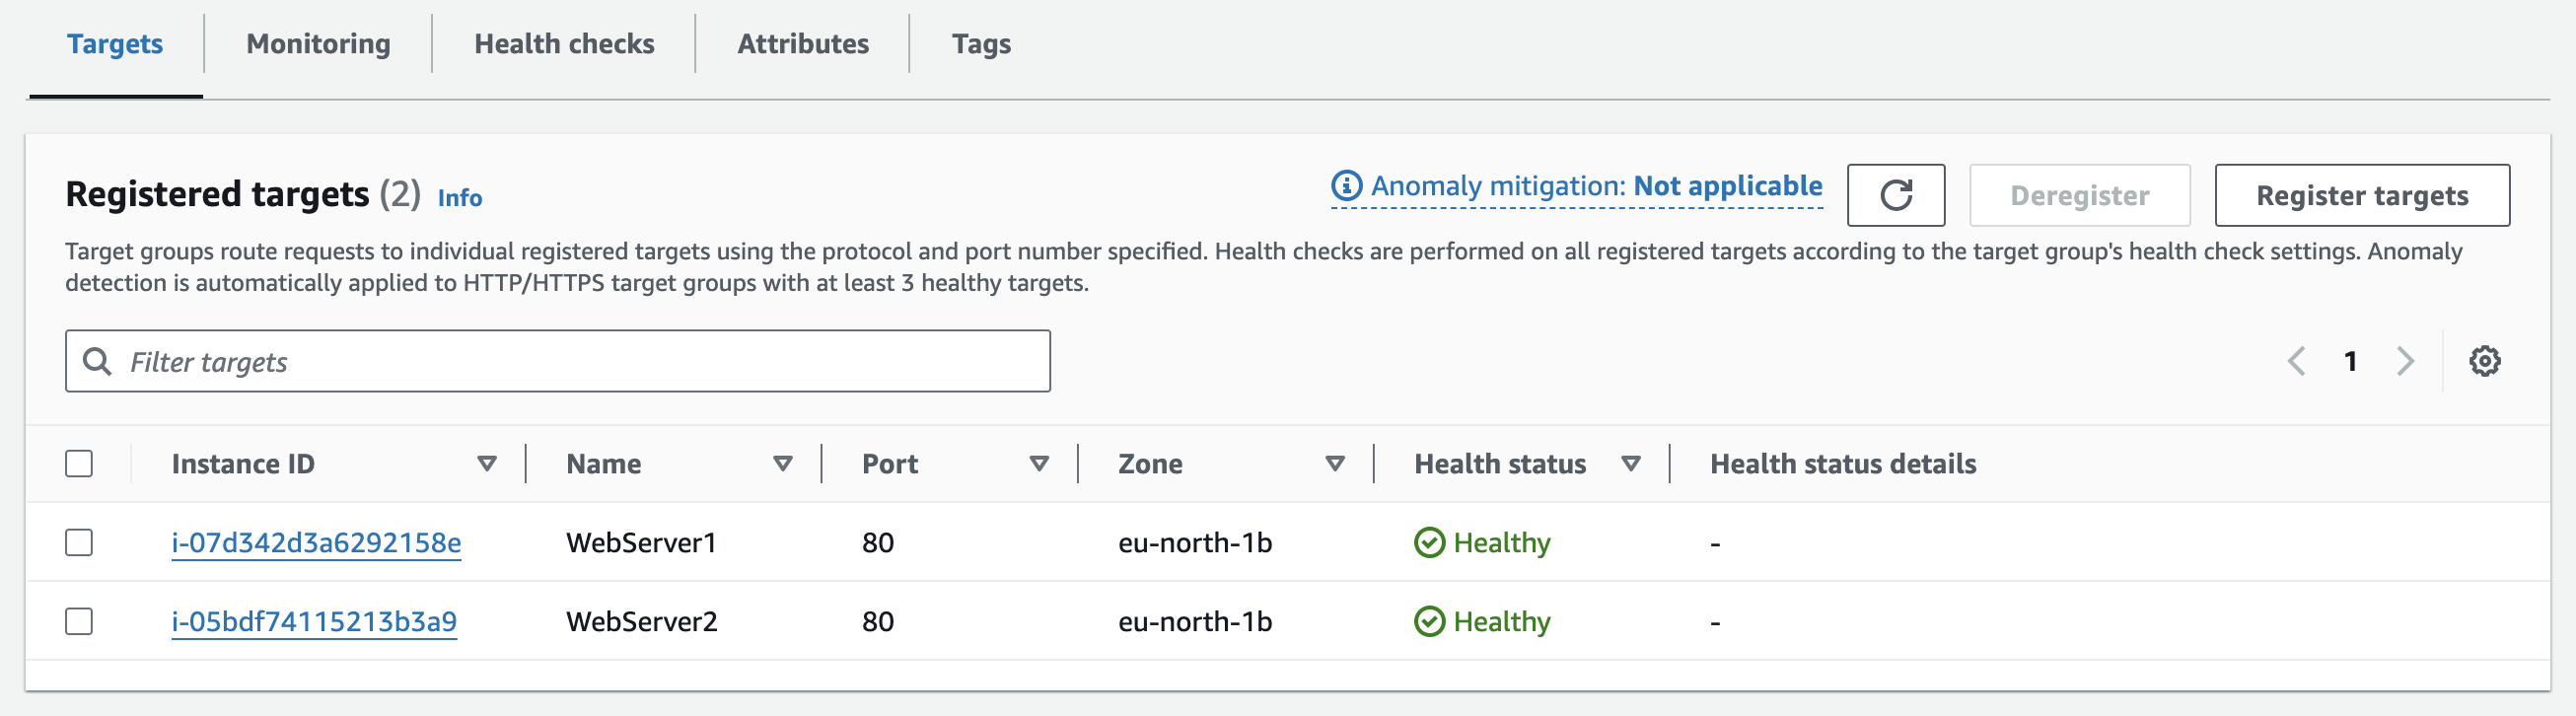 Targets Monitoring Health checks Attributes Tags
Registered targets (2) Info Anomaly mitigation: Not applicable Deregister Register targets
Target groups route requests to individual registered targets using the protocol and port number specified. Health checks are performed on all registered targets according to the target group's health check settings. Anomaly
detection is automatically applied to HTTP/HTTPS target groups with at least 3 healthy targets.
Filter targets 1
Instance ID Name Port Zone Health status Health status details
i-07d342d3a6292158e WebServer1 80 eu-north-1b Healthy -
i-05bdf74115213b3a9 WebServer2 80 eu-north-1b Healthy -